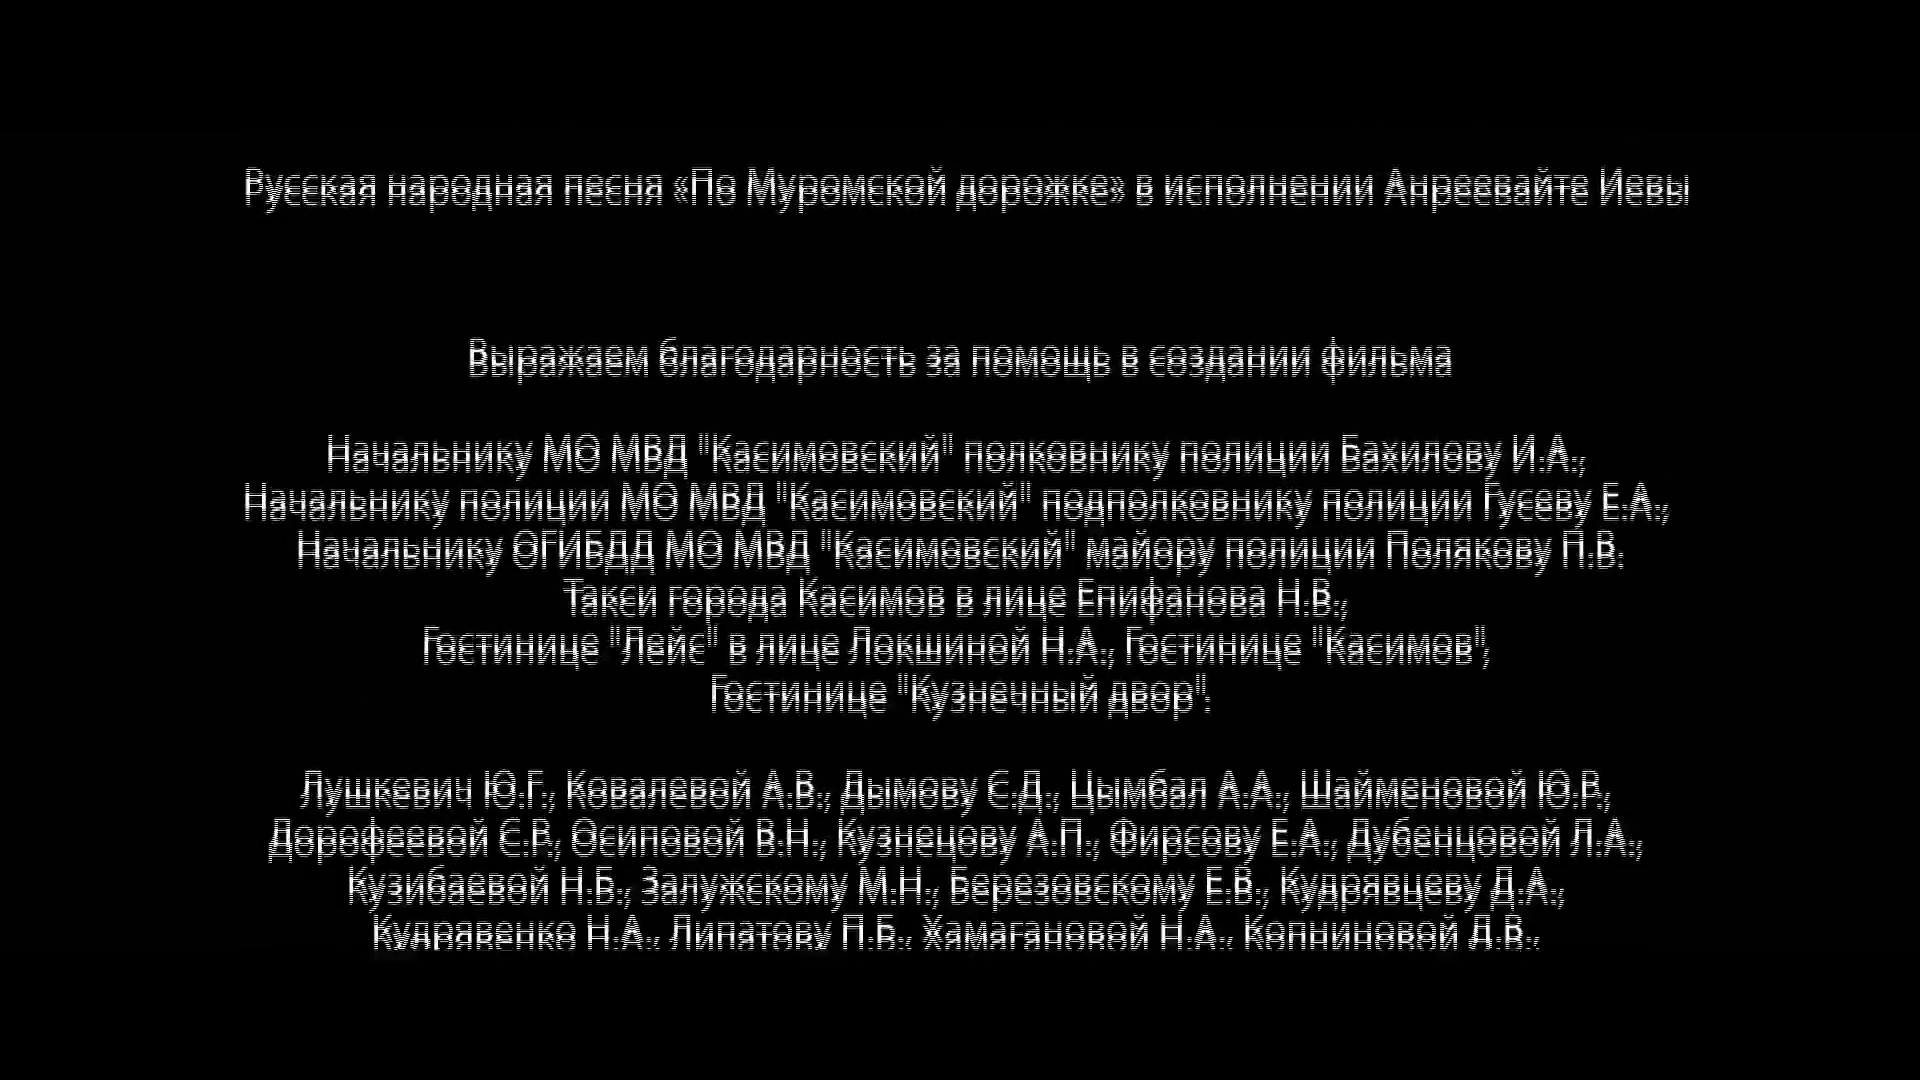 Русская народная песня «По Муромской дорожке» в исполнении Анреевайте Иевы
Выражаем благодарность за помощь в создании фильма
Начальнику МО МВД "Касимовский" полковнику полиции Бахилову И.А.,
Начальнику полиции МО МВД "Касимовский" подполковнику полиции Гусеву Е.А.,
Начальнику ОГИБДД МО МВД "Касимовский" майору полиции Полякову П.В.
Такси города Касимов в лице Епифанова Н.В.,
Гостинице "Лейс" в лице Локшиной Н.А., Гостинице "Касимов",
Гостинице "Кузнечный двор".
Лушкевич Ю.Г., Ковалевой А.В., Дымову С.Д., Цымбал А.А., Шайменовой Ю.Р.,
Дорофеевой С.Р., Осиповой В.Н., Кузнецову А.П., Фирсову Е.А., Дубенцовой Л.А.,
Кузибаевой Н.Б., Залужскому М.Н., Березовскому Е.В., Кудрявцеву Д.А.,
Кудрявенко Н.А., Липатову П.Б., Хамагановой Н.А., Копниновой Д.В.,